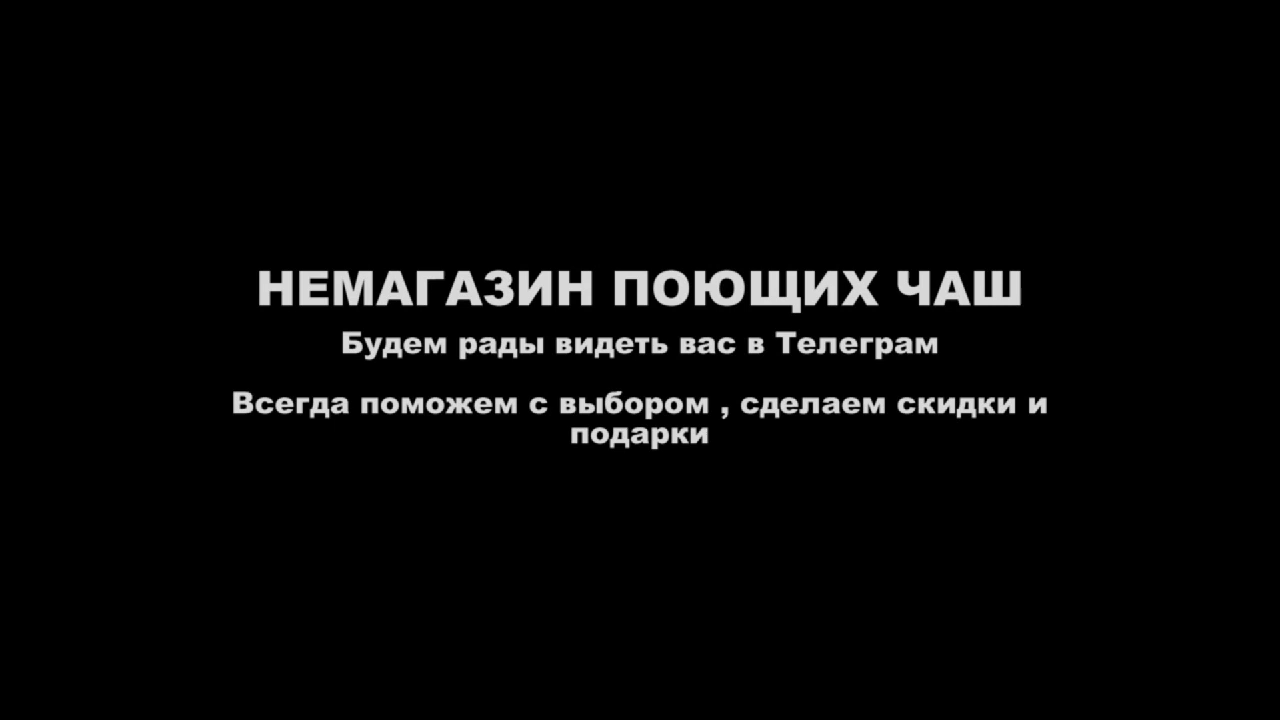 НЕМАГАЗИН ПОЮЩИХ ЧАШ
Будем рады видеть вас в Телеграм
Всегда поможем с выбором , сделаем скидки и
подарки